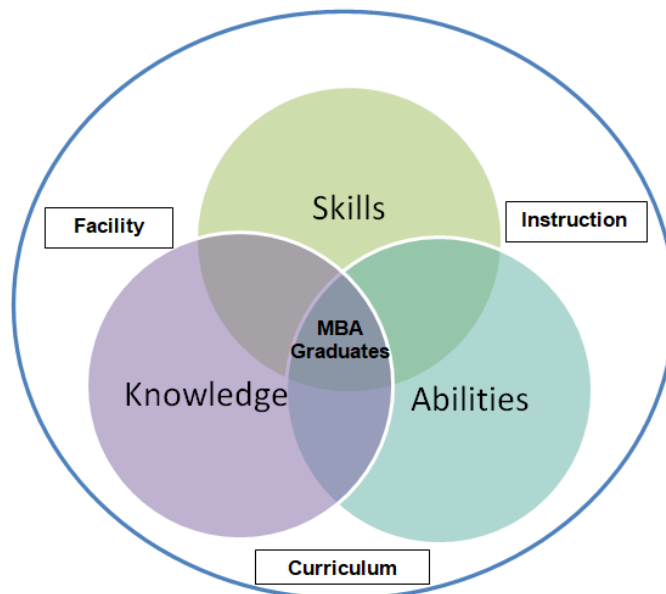 Skills
Facility
Instruction
MBA
Graduates
Knowledge
Abilities
Curriculum